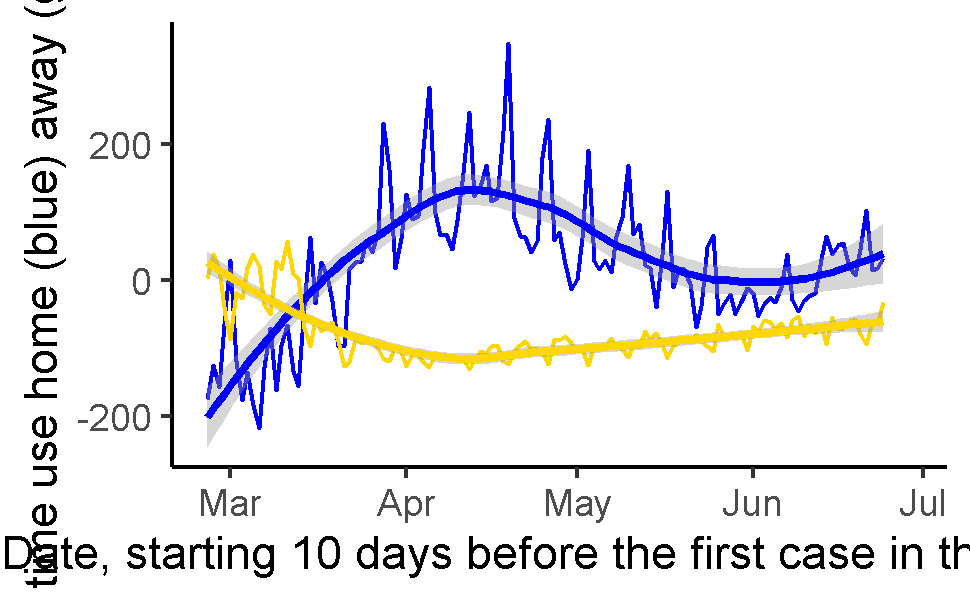 time use home (blue) away (
200
0
-200
Mar Apr May Jun Jul
Date, starting 10 days before the first case in th